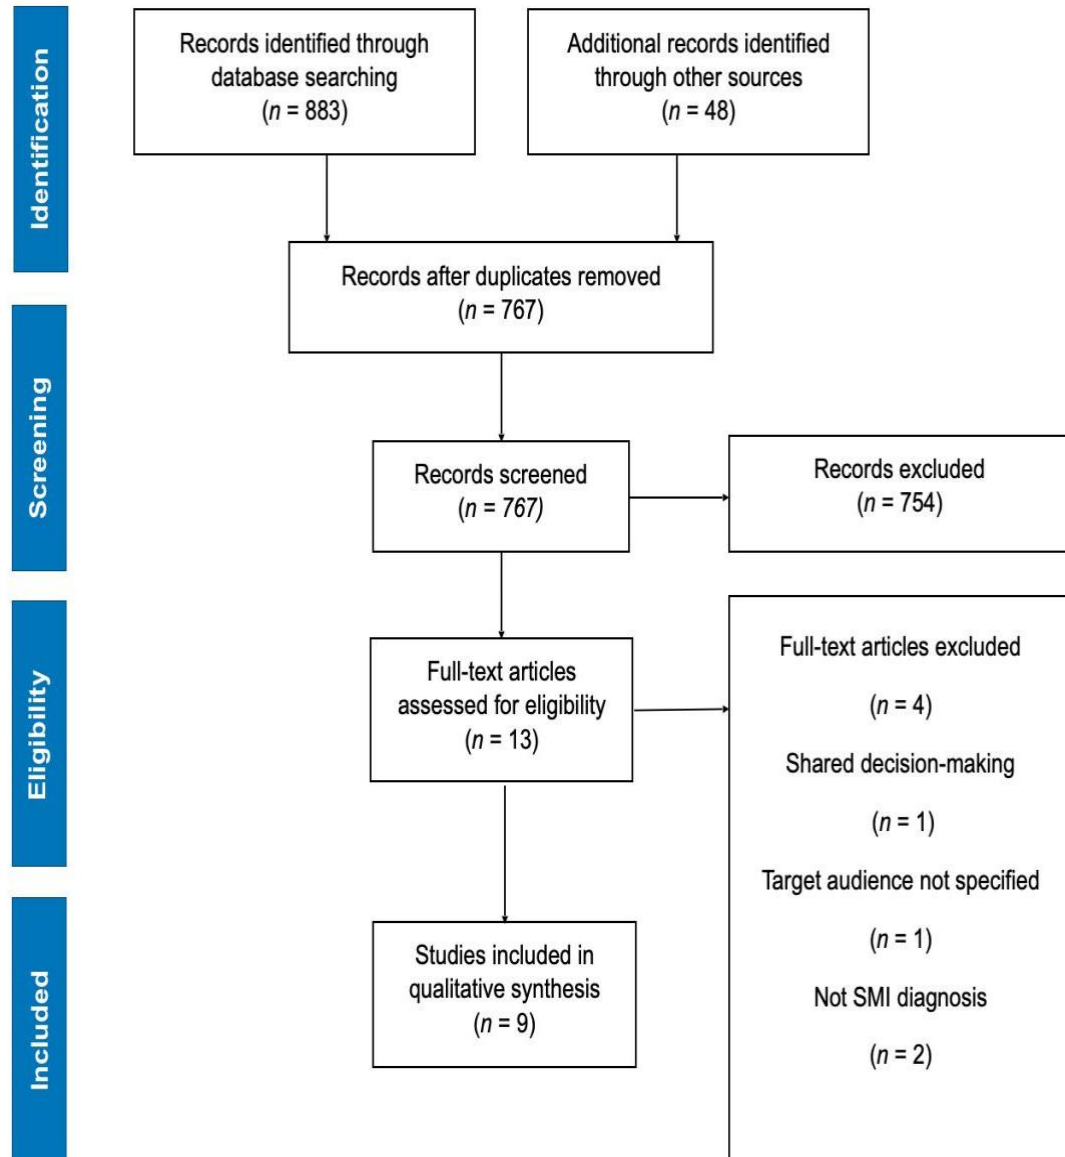 Identification
Records identified through
database searching
(n = 883)
Additional records identified
through other sources
(n = 48)
Records after duplicates removed
(n = 767)
Screening
Records screened
(n = 767)
Records excluded
(n = 754)
Eligibility
Full-text articles
assessed for eligibility
(n = 13)
Full-text articles excluded
(n = 4)
Shared decision-making
(n = 1)
Target audience not specified
(n = 1)
Not SMI diagnosis
(n = 2)
Included
Studies included in
qualitative synthesis
(n = 9)